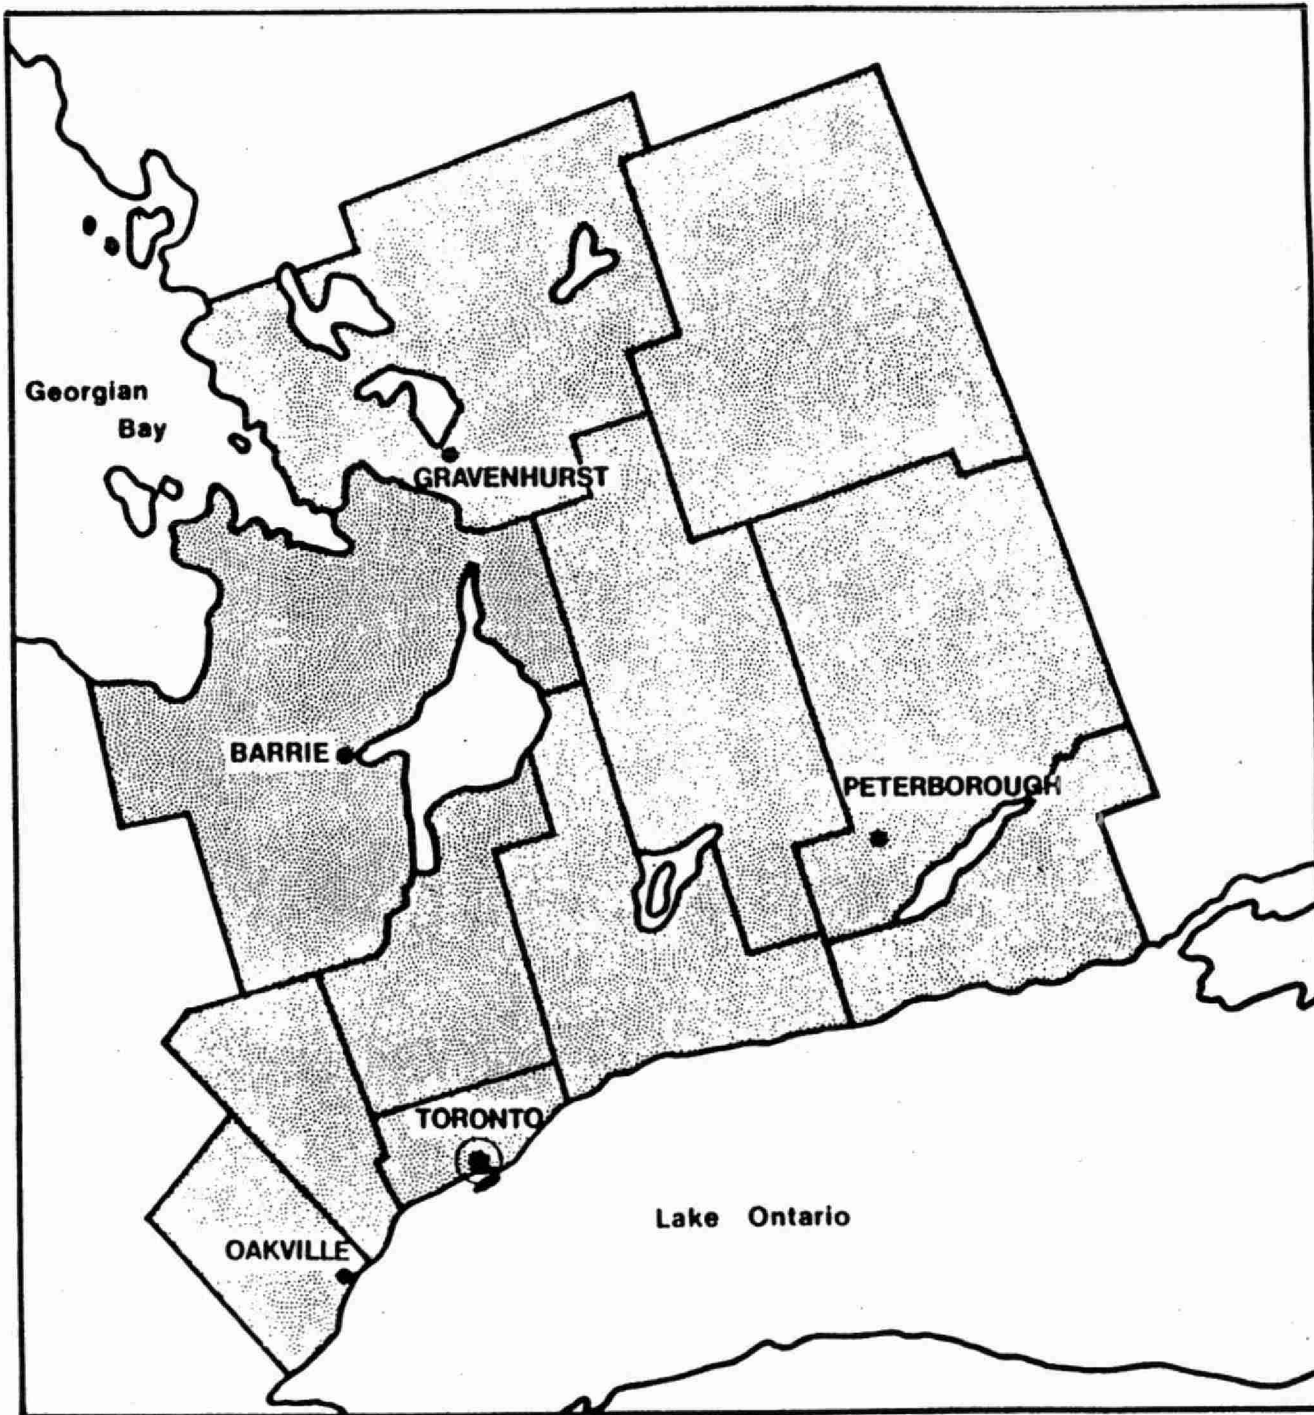 Georgian
Bay
GRAVENHURST
BARRIE
PETERBOROUGH
TORONTO
Lake Ontario
OAKVILLE